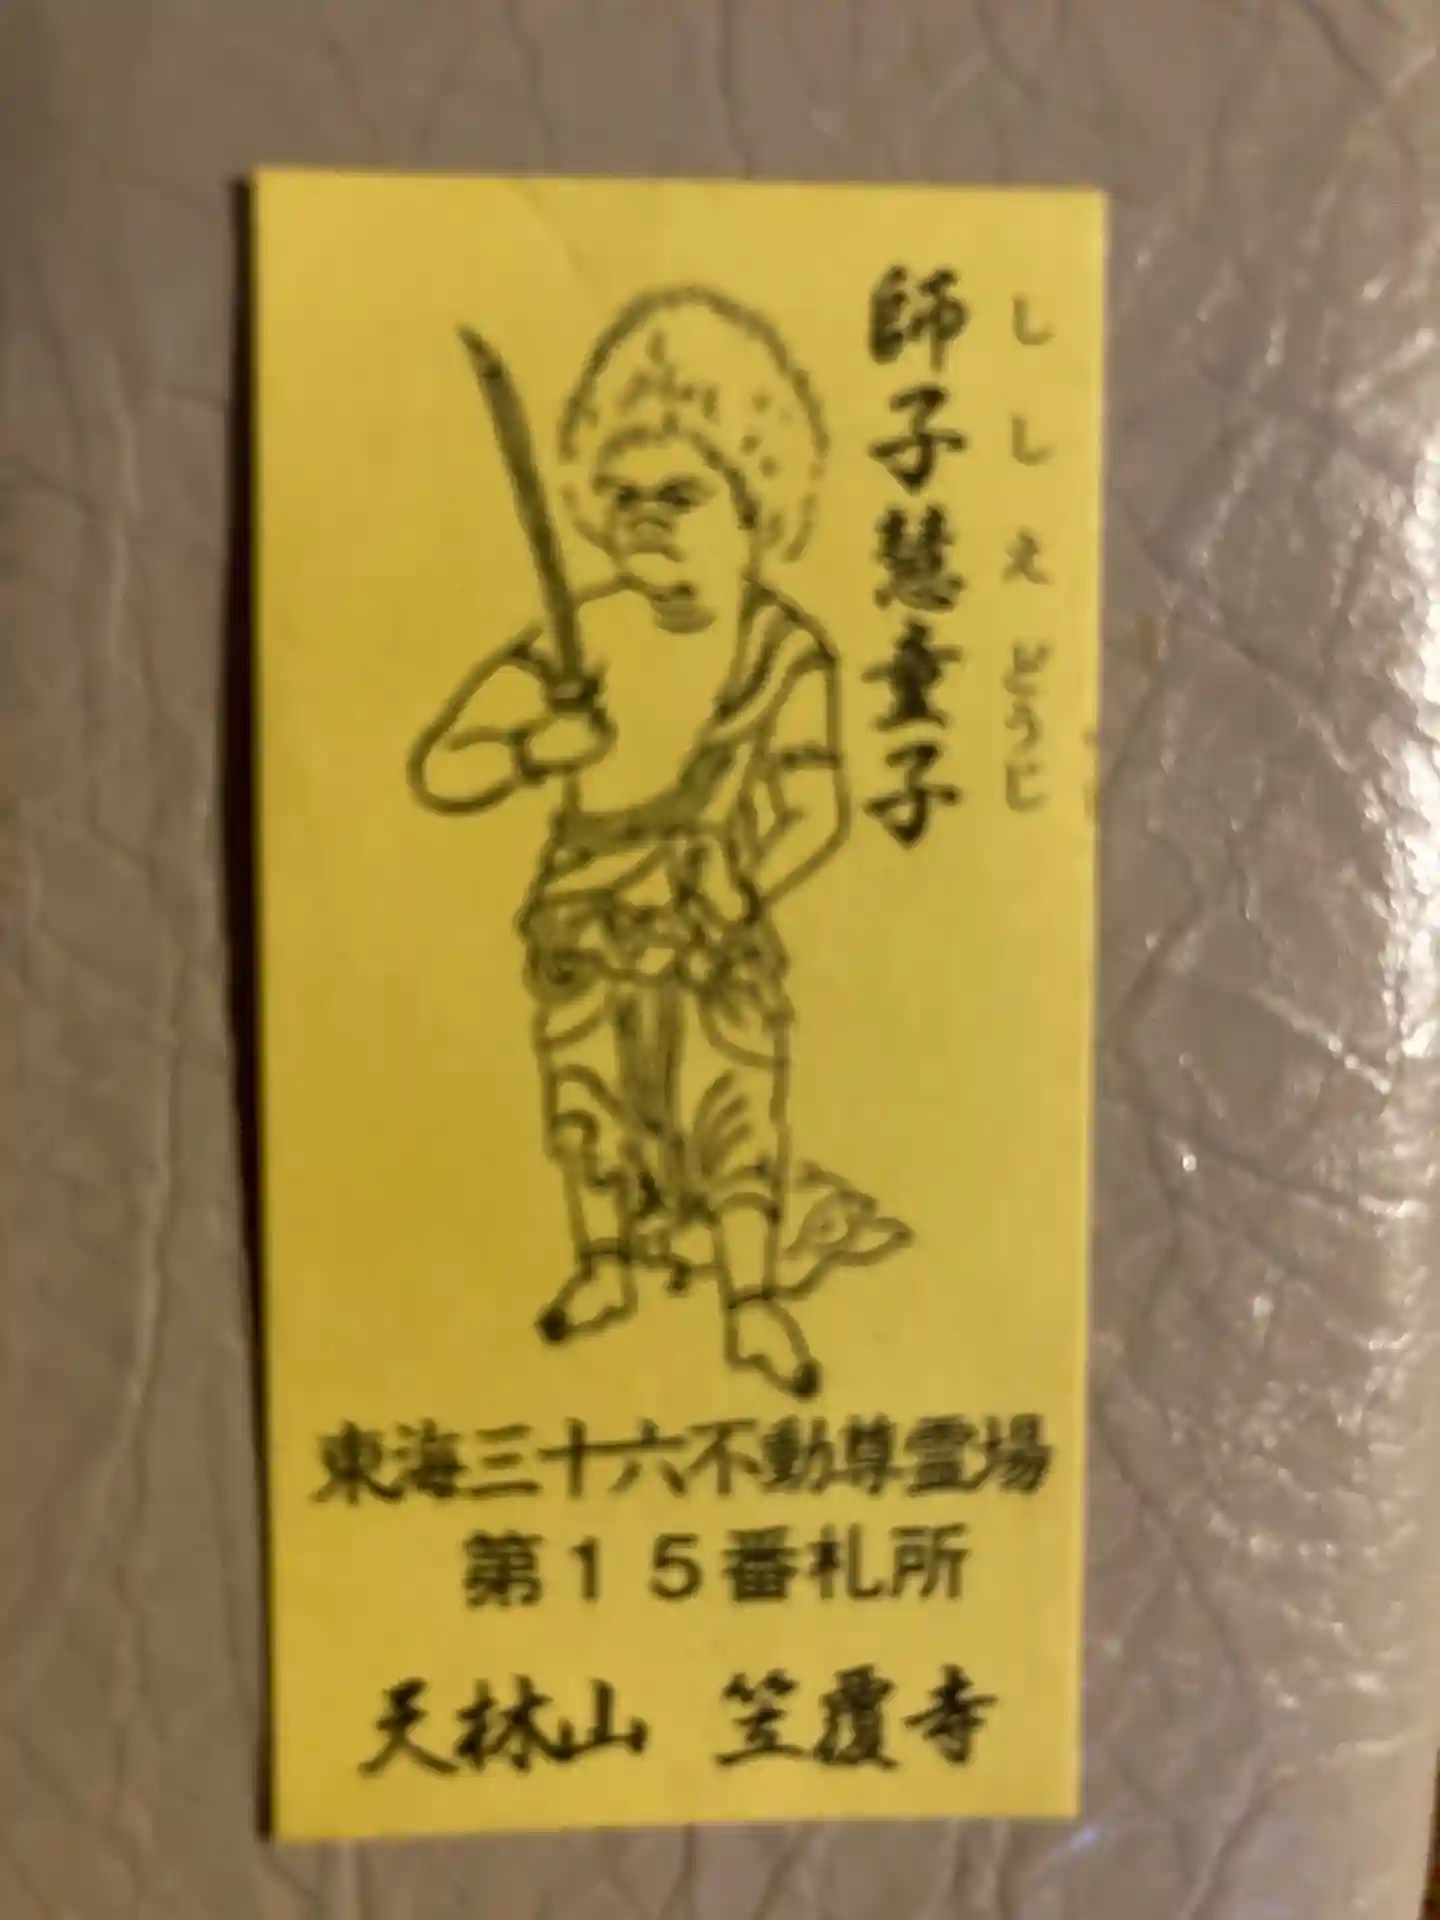 師子慧童子
ししえどうじ
東海三十六不動尊霊場
第１５番札所
天林山 笠覆寺